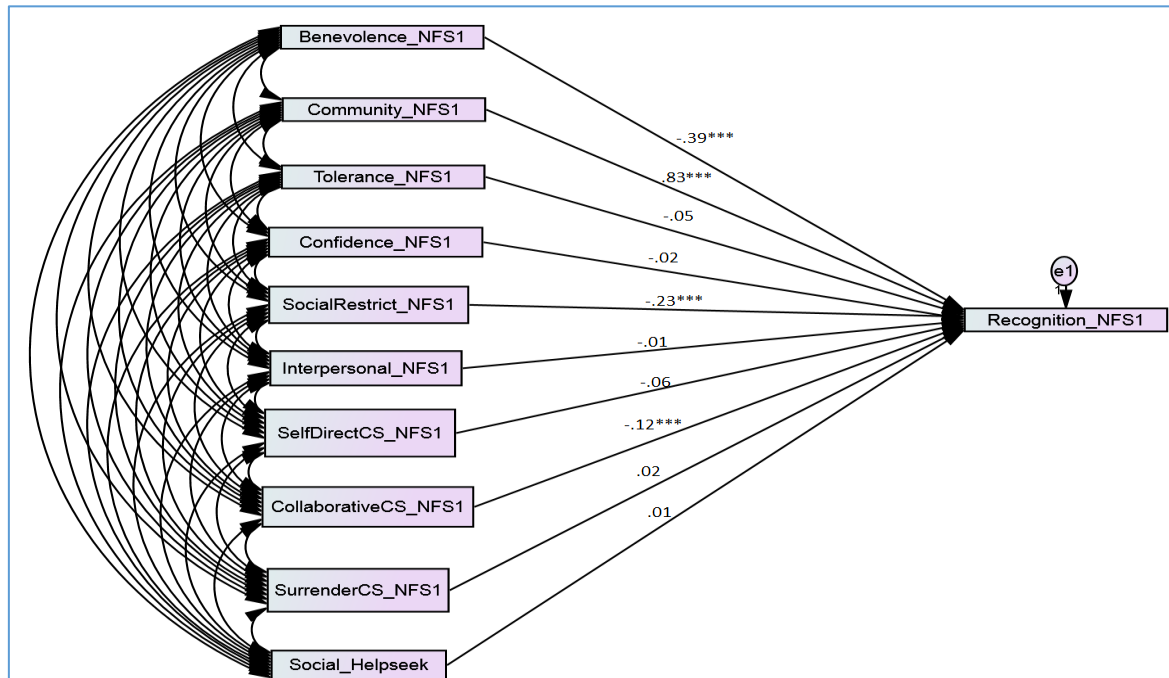 Benevolence_NFS1
Community_NFS1
-.39***
.83***
Tolerance_NFS1
-.05
Confidence_NFS1
-.02
e1
1
SocialRestrict_NFS1
-.23***
Recognition_NFS1
-.01
Interpersonal_NFS1
-.06
SelfDirectCS_NFS1
-.12***
.02
CollaborativeCS_NFS1
.01
SurrenderCS_NFS1
Social_Helpseek